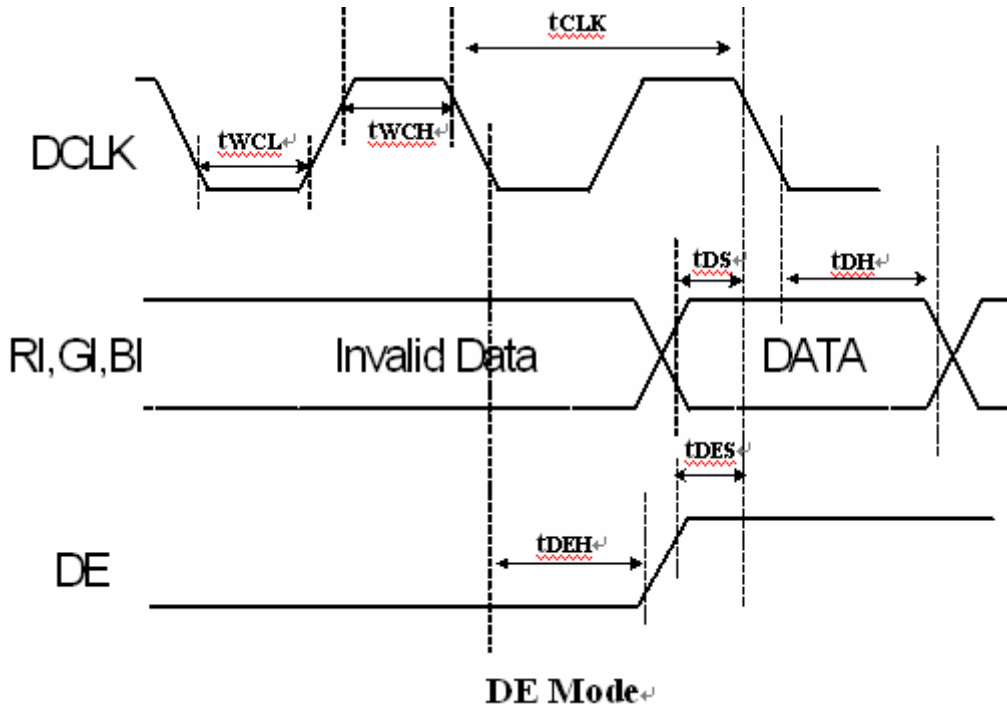 tCLK
tWCL↵
tWCH↵
DCLK
tDS↵
tDH↵
RI,GI,BI
Invalid Data
DATA
tDES↵
tDEH↵
DE
DE Mode↵